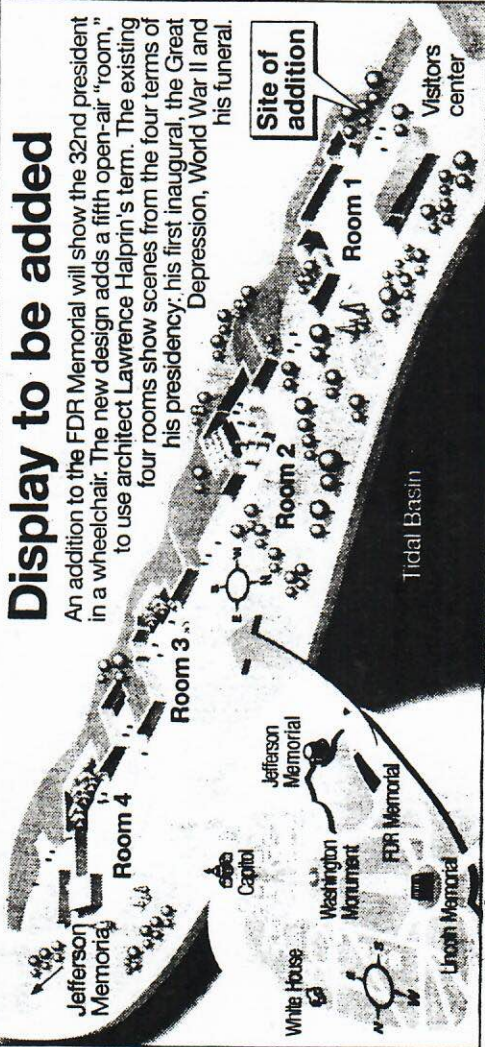 Display to be added
An addition to the FDR Memorial will show the 32nd president
in a wheelchair. The new design adds a fifth open-air "room,"
to use architect Lawrence Halprin's term. The existing
four rooms show scenes from the four terms of
his presidency: his first inaugural, the Great
Depression, World War II and
his funeral.
Site of
addition
Visitors
center
Room 1
Room 2
Room 3
Room 4
Jefferson
Memorial
Tidal Basin
S
W
E
N
White House
Capitol
Washington
Monument
Jefferson
Memorial
FDR Memorial
Lincoln Memorial
N
E
S
W